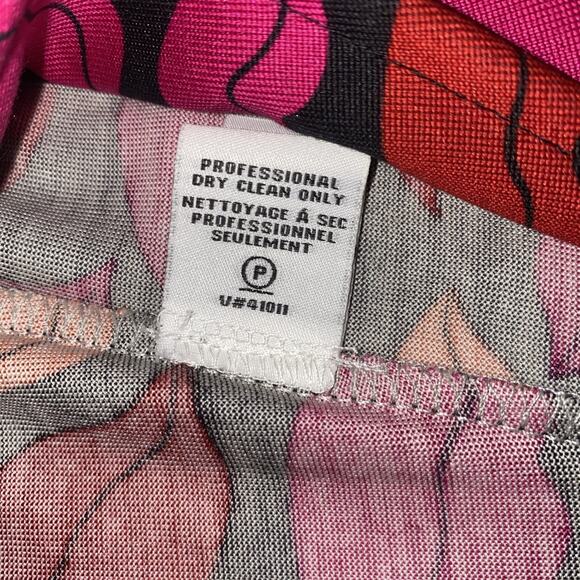 PROFESSIONAL
DRY CLEAN ONLY
NETTOYAGE Á SEC
PROFESSIONNEL
SEULEMENT
P
V#41011